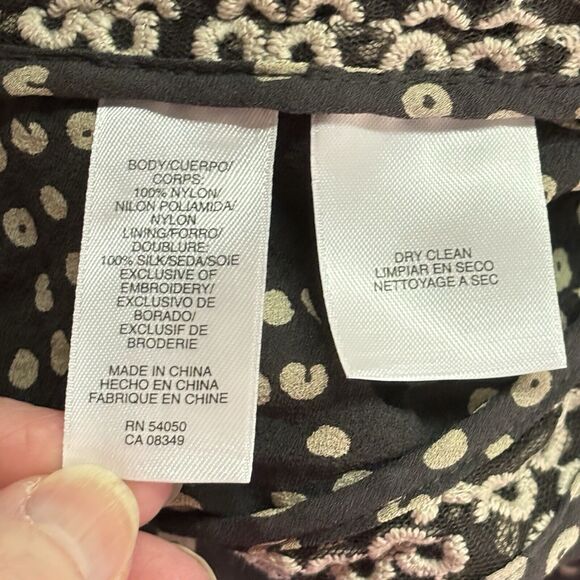 BODY/CUERPO/
CORPS:
100% NYLON/
NILON POLIAMIDA/
NYLON
LINING/FORRO/
DOUBLURE:
100% SILK/SEDA/SOIE
EXCLUSIVE OF
EMBROIDERY/
EXCLUSIVO DE
BORADO/
EXCLUSIF DE
BRODERIE
MADE IN CHINA
HECHO EN CHINA
FABRIQUE EN CHINE
RN 54050
CA 08349
DRY CLEAN
LIMPIAR EN SECO
NETTOYAGE A SEC